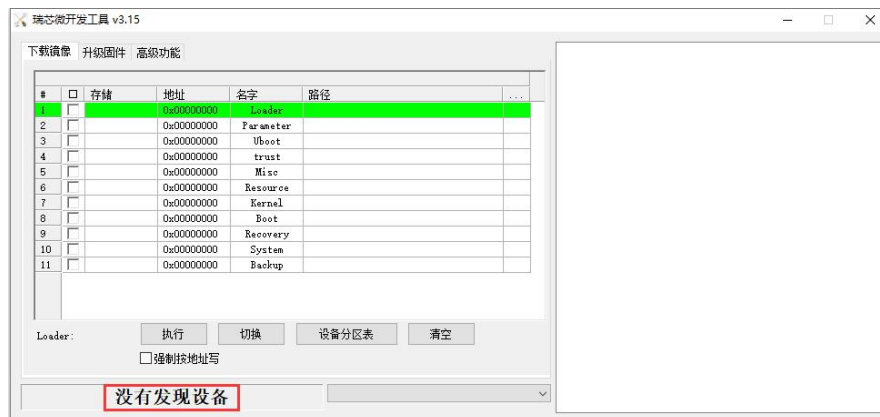 瑞芯微开发工具 v3.15
下载镜像 升级固件 高级功能
# 存储 地址 名字 路径 ...
1 0x00000000 Loader
2 0x00000000 Parameter
3 0x00000000 Uboot
4 0x00000000 trust
5 0x00000000 Misc
6 0x00000000 Resource
7 0x00000000 Kernel
8 0x00000000 Boot
9 0x00000000 Recovery
10 0x00000000 System
11 0x00000000 Backup
Loader: 执行 切换 设备分区表 清空
强制按地址写
没有发现设备